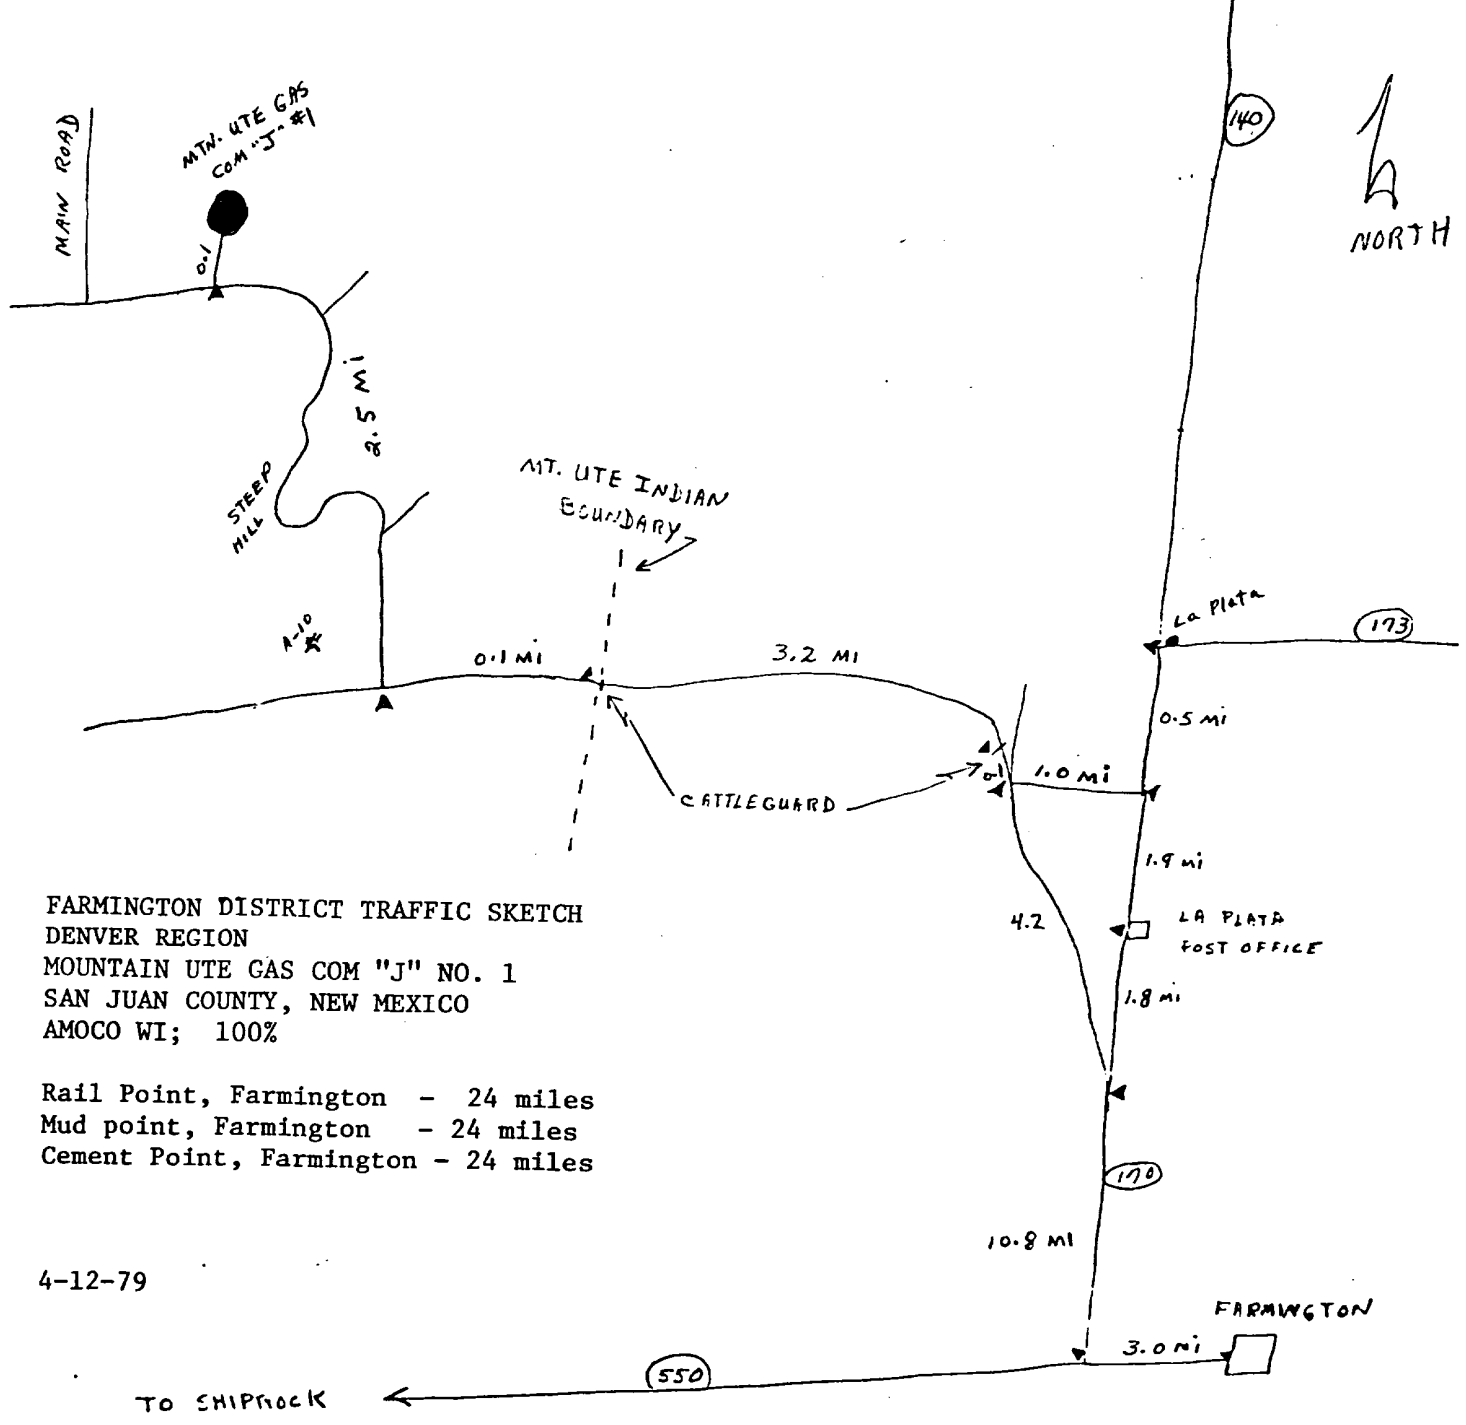 140
MTN. UTE GAS
COM "J" #1
MAIN ROAD
NORTH
0.1
2.5 Mi
STEEP
HILL
MT. UTE INDIAN
BOUNDARY
La Plata
173
A-10
0.1 Mi
3.2 MI
0.5 Mi
1.0 Mi
CATTLEGUARD
1.9 mi
4.2
LA PLATA
POST OFFICE
1.8 mi
FARMINGTON DISTRICT TRAFFIC SKETCH
DENVER REGION
MOUNTAIN UTE GAS COM "J" NO. 1
SAN JUAN COUNTY, NEW MEXICO
AMOCO WI; 100%
Rail Point, Farmington - 24 miles
Mud point, Farmington - 24 miles
Cement Point, Farmington - 24 miles
170
10.8 MI
4-12-79
FARMINGTON
3.0 Mi
550
TO SHIPROCK